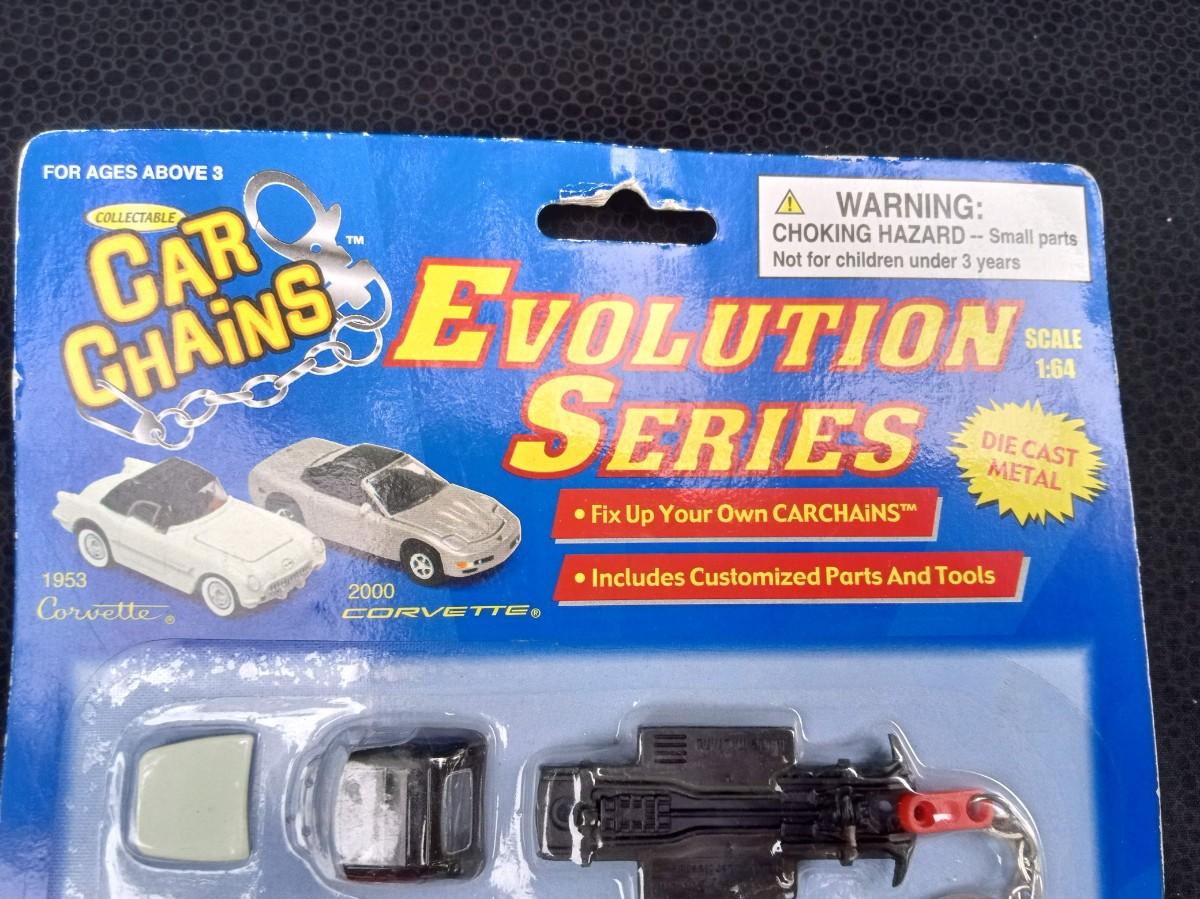 FOR AGES ABOVE 3
COLLECTABLE
CAR
CHAiNS
TM
WARNING:
CHOKING HAZARD -- Small parts
Not for children under 3 years
EVOLUTION
SERIES
SCALE
1:64
DIE CAST
METAL
• Fix Up Your Own CARCHAiNS™
• Includes Customized Parts And Tools
1953
Corvette®
2000
CORVETTE®